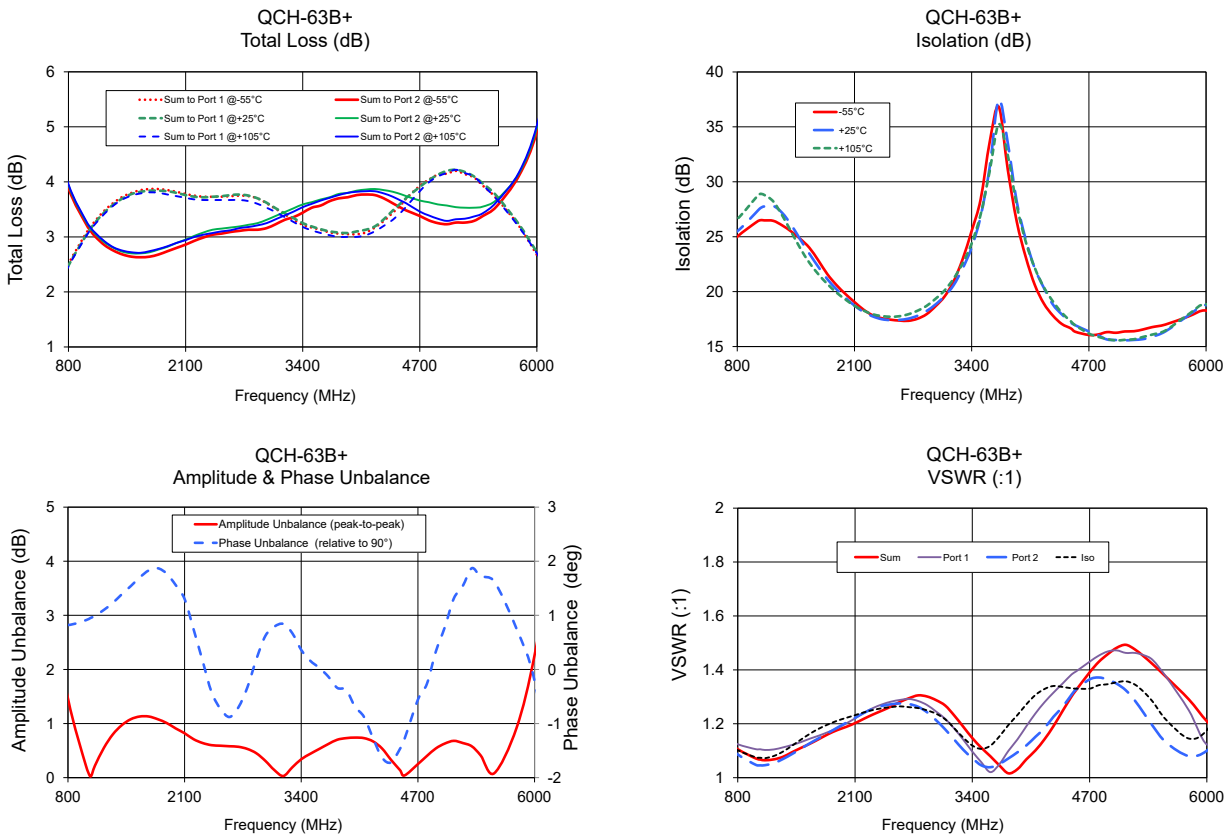 QCH-63B+
Total Loss (dB)
Total Loss (dB)
6
5
4
3
2
1
Sum to Port 1 @-55°C
Sum to Port 2 @-55°C
Sum to Port 1 @+25°C
Sum to Port 2 @+25°C
Sum to Port 1 @+105°C
Sum to Port 2 @+105°C
800
2100
3400
4700
6000
Frequency (MHz)
QCH-63B+
Isolation (dB)
Isolation (dB)
40
35
30
25
20
15
-55°C
+25°C
+105°C
800
2100
3400
4700
6000
Frequency (MHz)
QCH-63B+
Amplitude & Phase Unbalance
Amplitude Unbalance (dB)
5
4
3
2
1
0
Amplitude Unbalance (peak-to-peak)
Phase Unbalance (relative to 90°)
3
2
1
0
-1
-2
Phase Unbalance (deg)
800
2100
3400
4700
6000
Frequency (MHz)
QCH-63B+
VSWR (:1)
VSWR (:1)
2
1.8
1.6
1.4
1.2
1
Sum
Port 1
Port 2
Iso
800
2100
3400
4700
6000
Frequency (MHz)